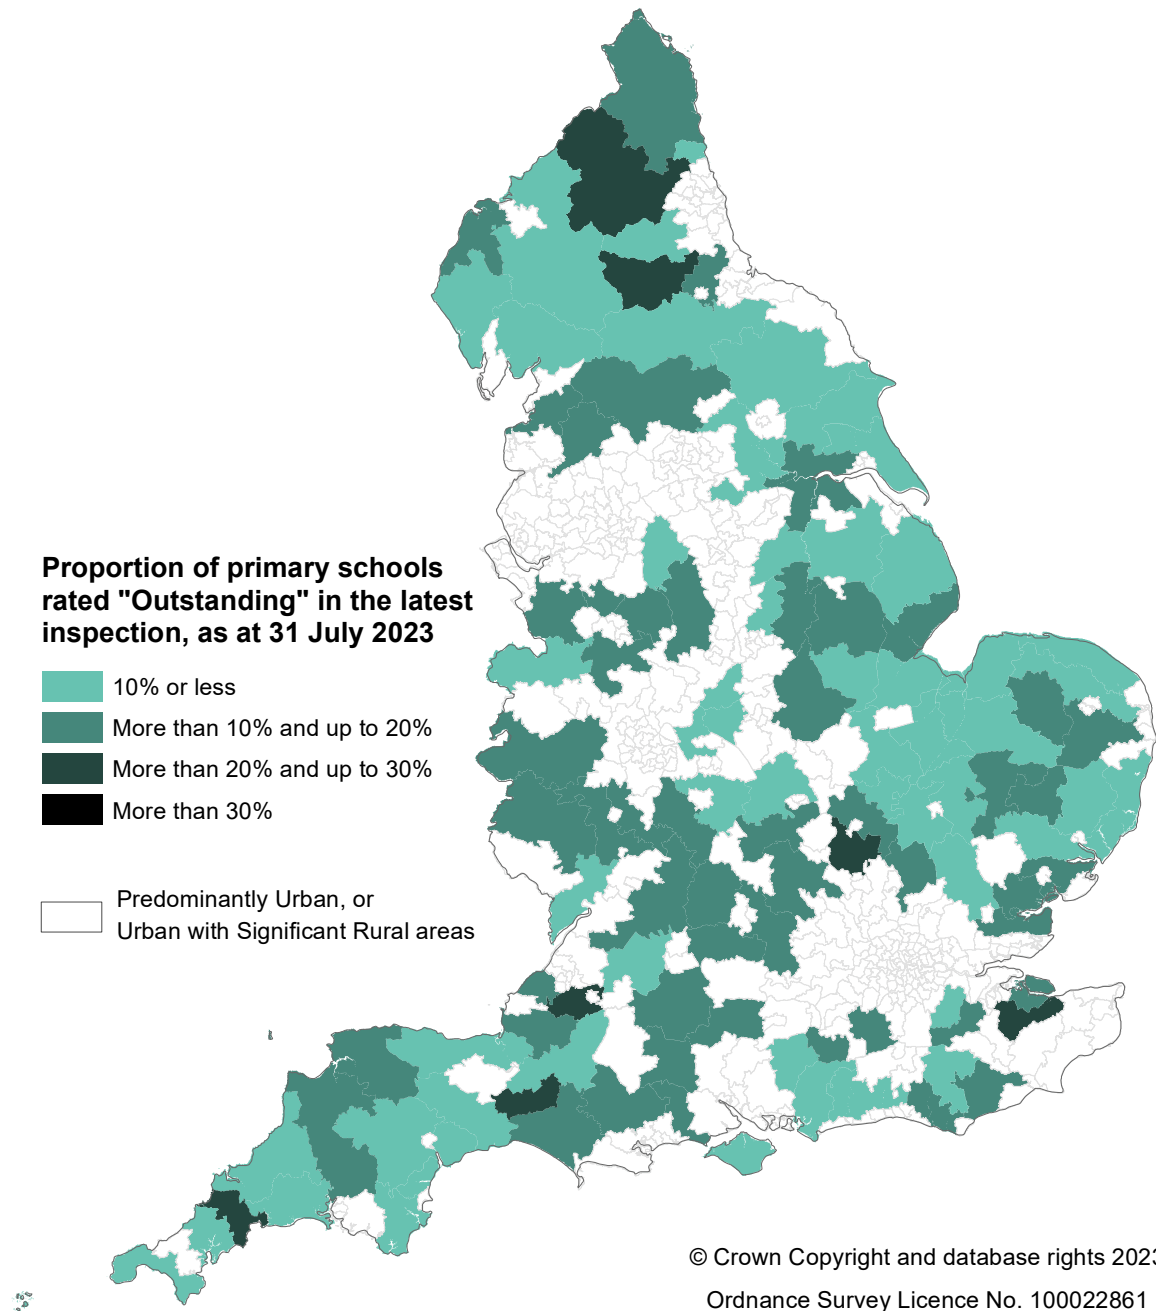 Proportion of primary schools
rated "Outstanding" in the latest
inspection, as at 31 July 2023
10% or less
More than 10% and up to 20%
More than 20% and up to 30%
More than 30%
Predominantly Urban, or
Urban with Significant Rural areas
© Crown Copyright and database rights 2023
Ordnance Survey Licence No. 100022861